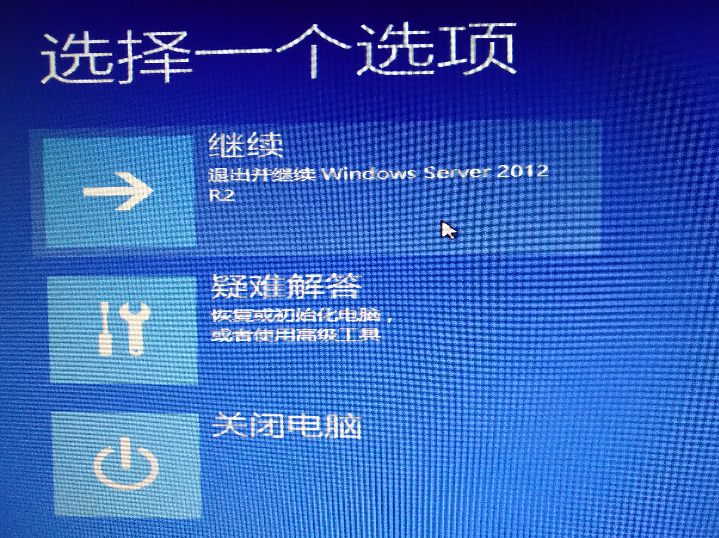 选择一个选项
继续
退出并继续 Windows Server 2012
R2
疑难解答
恢复或初始化电脑，
或者使用高级工具
关闭电脑